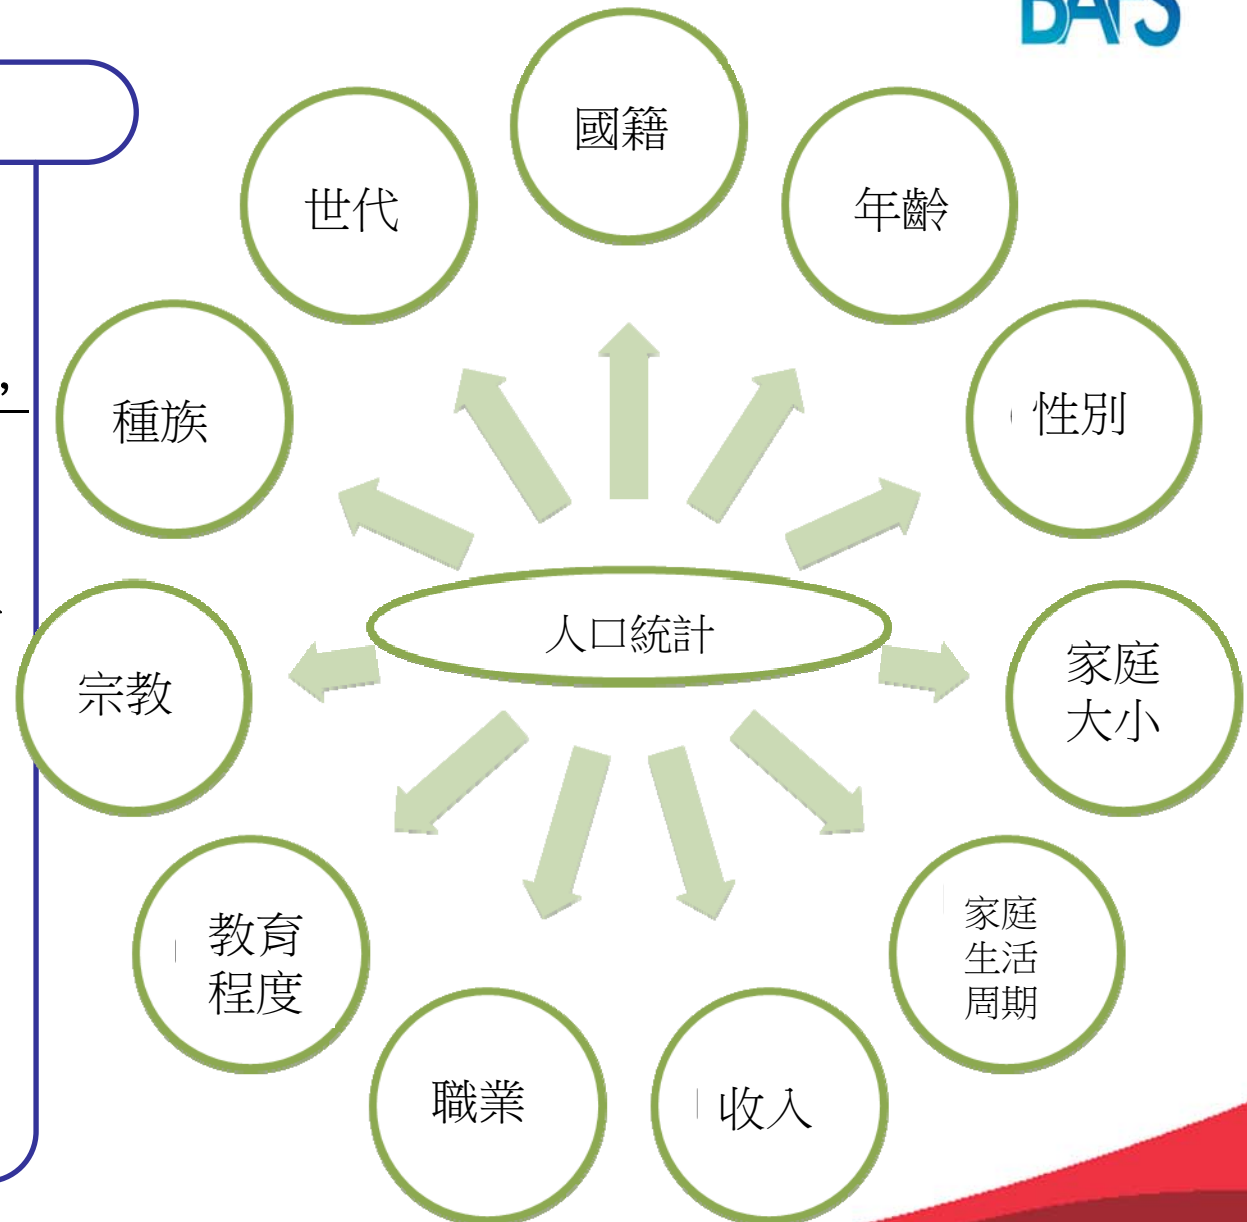 BAFS
國籍
年齡
性別
家庭
大小
家庭
生活
周期
收入
職業
教育
程度
宗教
種族
世代
人口統計
，